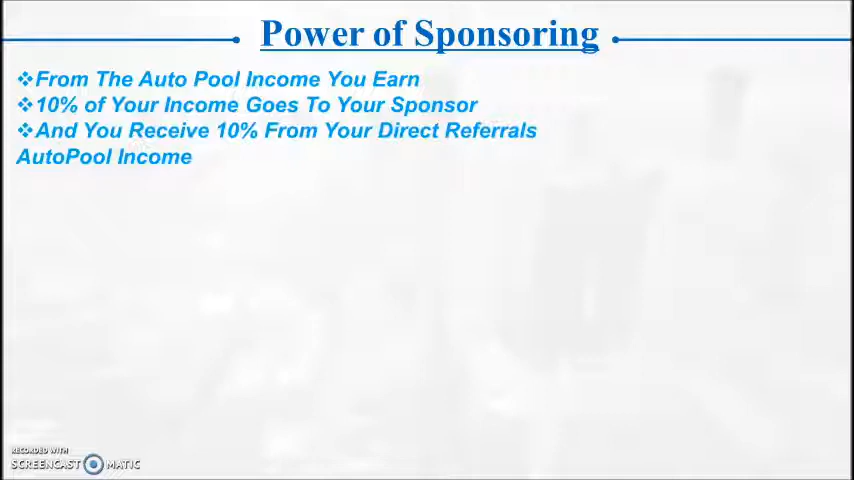 Power of Sponsoring
❖From The Auto Pool Income You Earn
❖10% of Your Income Goes To Your Sponsor
❖And You Receive 10% From Your Direct Referrals
AutoPool Income
RECORDED WITH
SCREENCAST MATIC